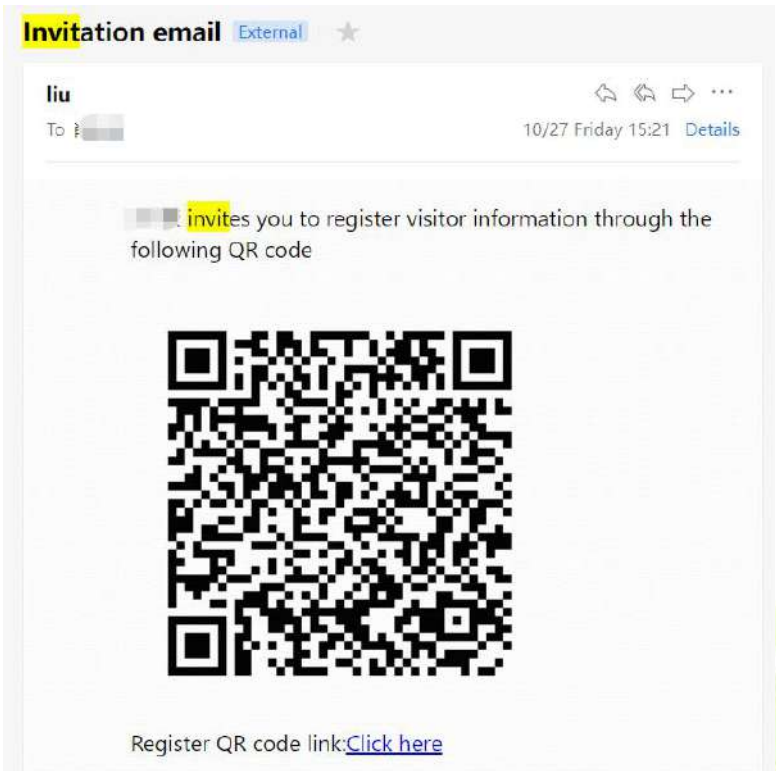 Invitation email External
liu
To
10/27 Friday 15:21 Details
invites you to register visitor information through the
following QR code
Register QR code link:Click here